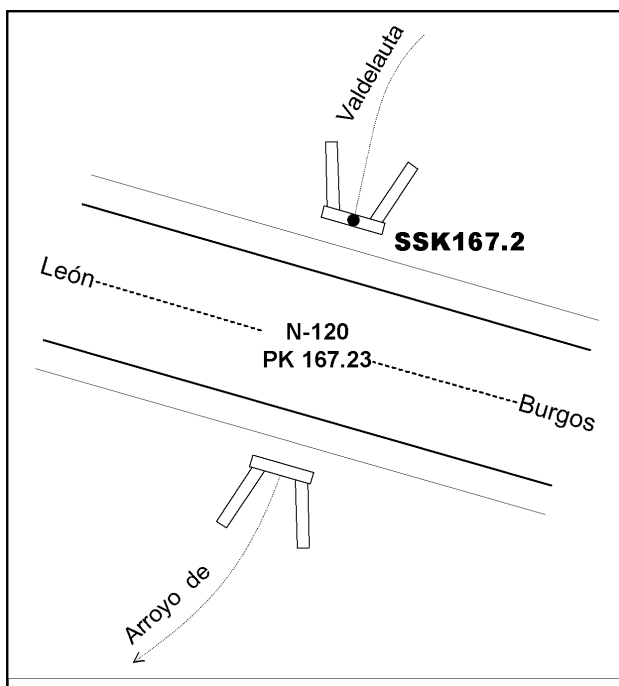 Valdelauta
SSK167.2
León
N-120
PK 167.23
Burgos
Arroyo de